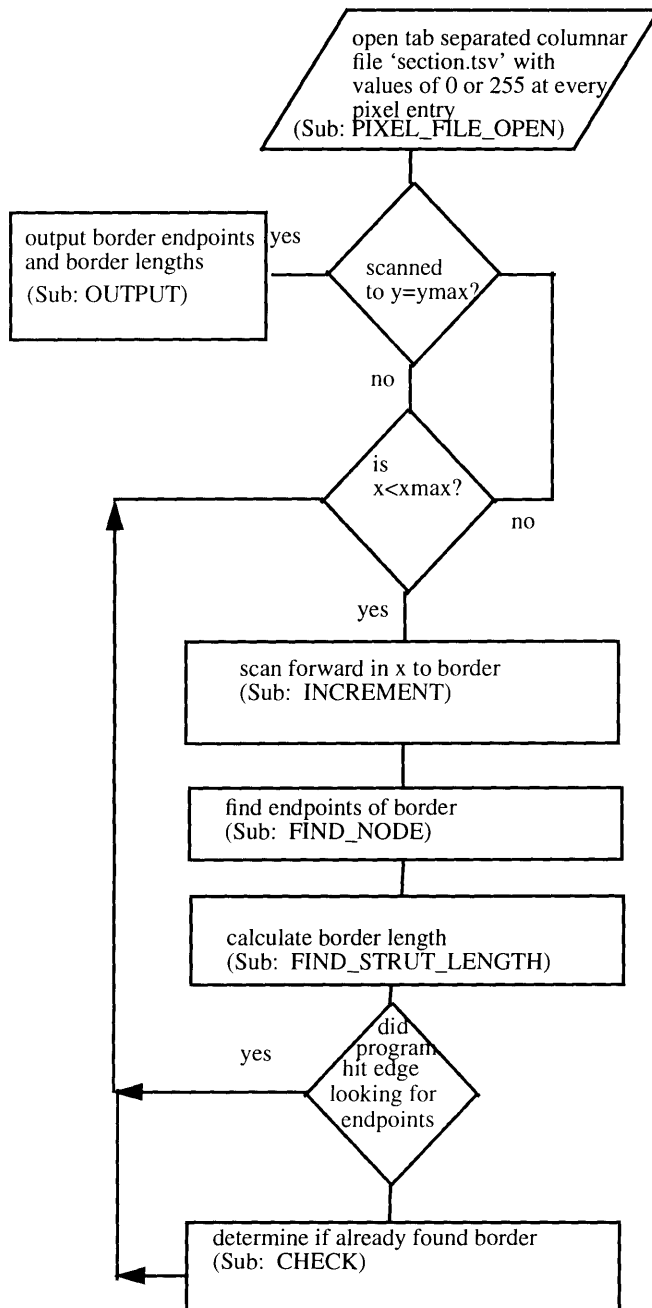 open tab separated columnar
file ‘section.tsv’ with
values of 0 or 255 at every
pixel entry
(Sub: PIXEL_FILE_OPEN)
output border endpoints
and border lengths
(Sub: OUTPUT)
yes
scanned
to y=ymax?
no
is
x<xmax?
no
yes
scan forward in x to border
(Sub: INCREMENT)
find endpoints of border
(Sub: FIND_NODE)
calculate border length
(Sub: FIND_STRUT_LENGTH)
did
program
hit edge
looking for
endpoints
yes
determine if already found border
(Sub: CHECK)